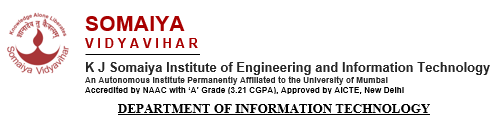 Knowledge Alone Liberates
Somaiya Vidyavihar
SOMAIYA
VIDYAVIHAR
K J Somaiya Institute of Engineering and Information Technology
An Autonomous Institute Permanently Affiliated to the University of Mumbai
Accredited by NAAC with ‘A’ Grade (3.21 CGPA), Approved by AICTE, New Delhi
DEPARTMENT OF INFORMATION TECHNOLOGY